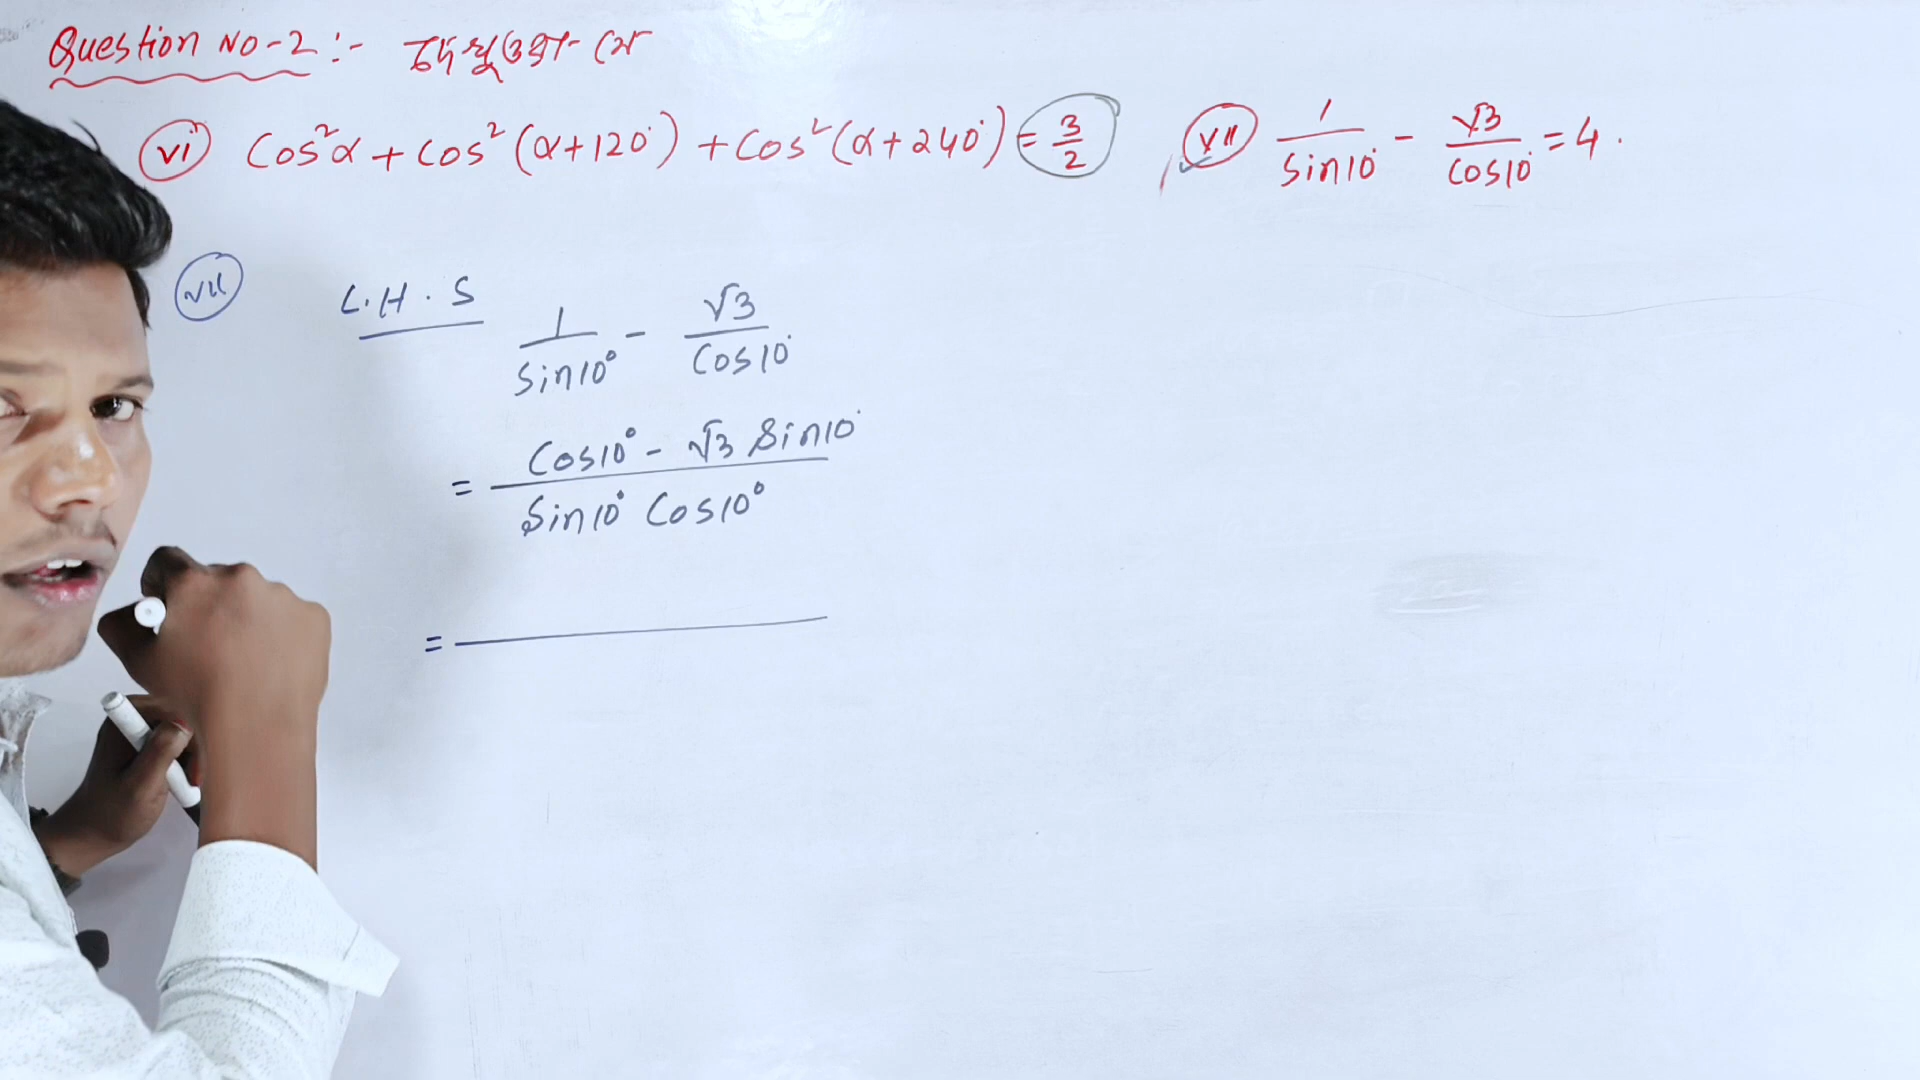 Question No-2 :-
(vi) Cos²α + Cos² (α+120°) + Cos² (α+240°) = 3/2 (vii) 1/Sin10° - √3/Cos10° = 4.
(vii) L.H.S 1/Sin10° - √3/Cos10°
= Cos10° - √3 Sin10° / Sin10° Cos10°
=